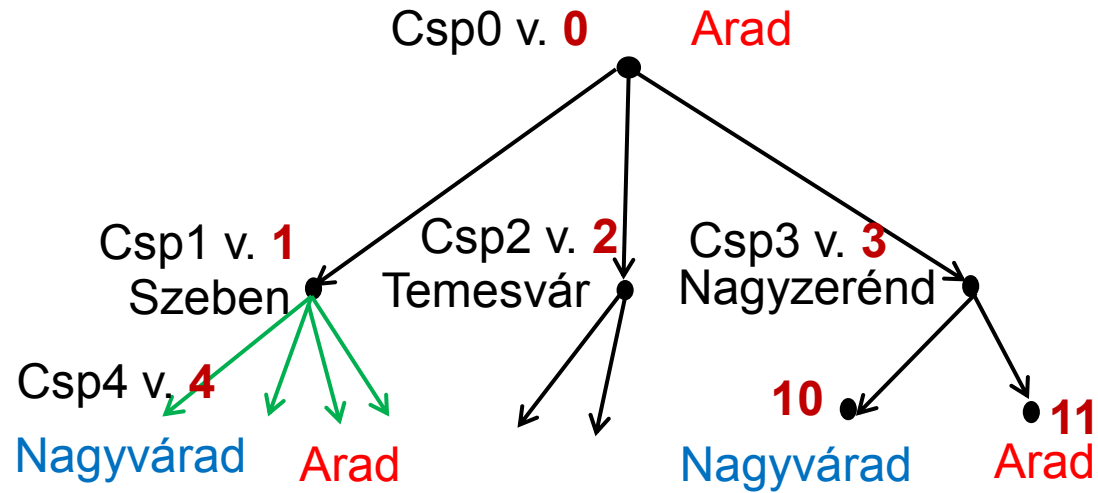 Csp0 v. 0 Arad
Csp1 v. 1
Szeben
Csp2 v. 2
Temesvár
Csp3 v. 3
Nagyzerénd
Csp4 v. 4
Nagyvárad
Arad
10
Nagyvárad
11
Arad